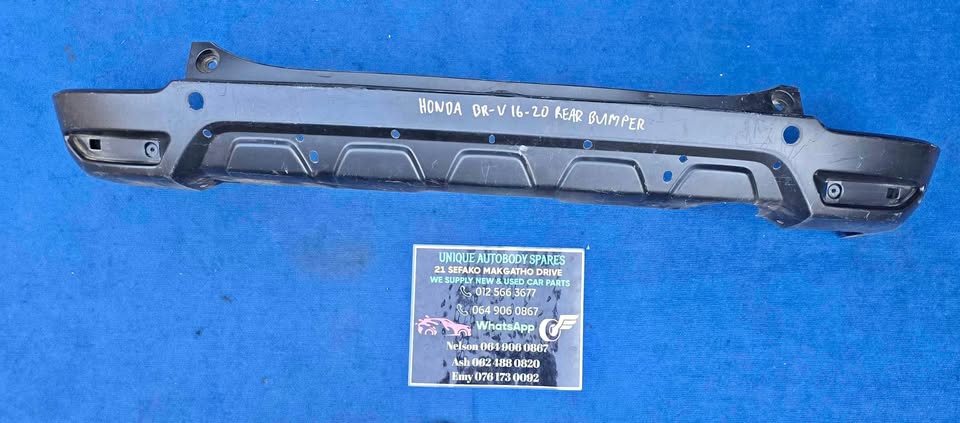 HONDA BR-V 16-20 REAR BUMPER
UNIQUE AUTOBODY SPARES
21 SEFAKO MAKGATHO DRIVE
WE SUPPLY NEW & USED CAR PARTS
012 566 3677
064 906 0867
WhatsApp
Nelson 064 906 0867
Ash 062 488 0820
Emy 076 173 0092